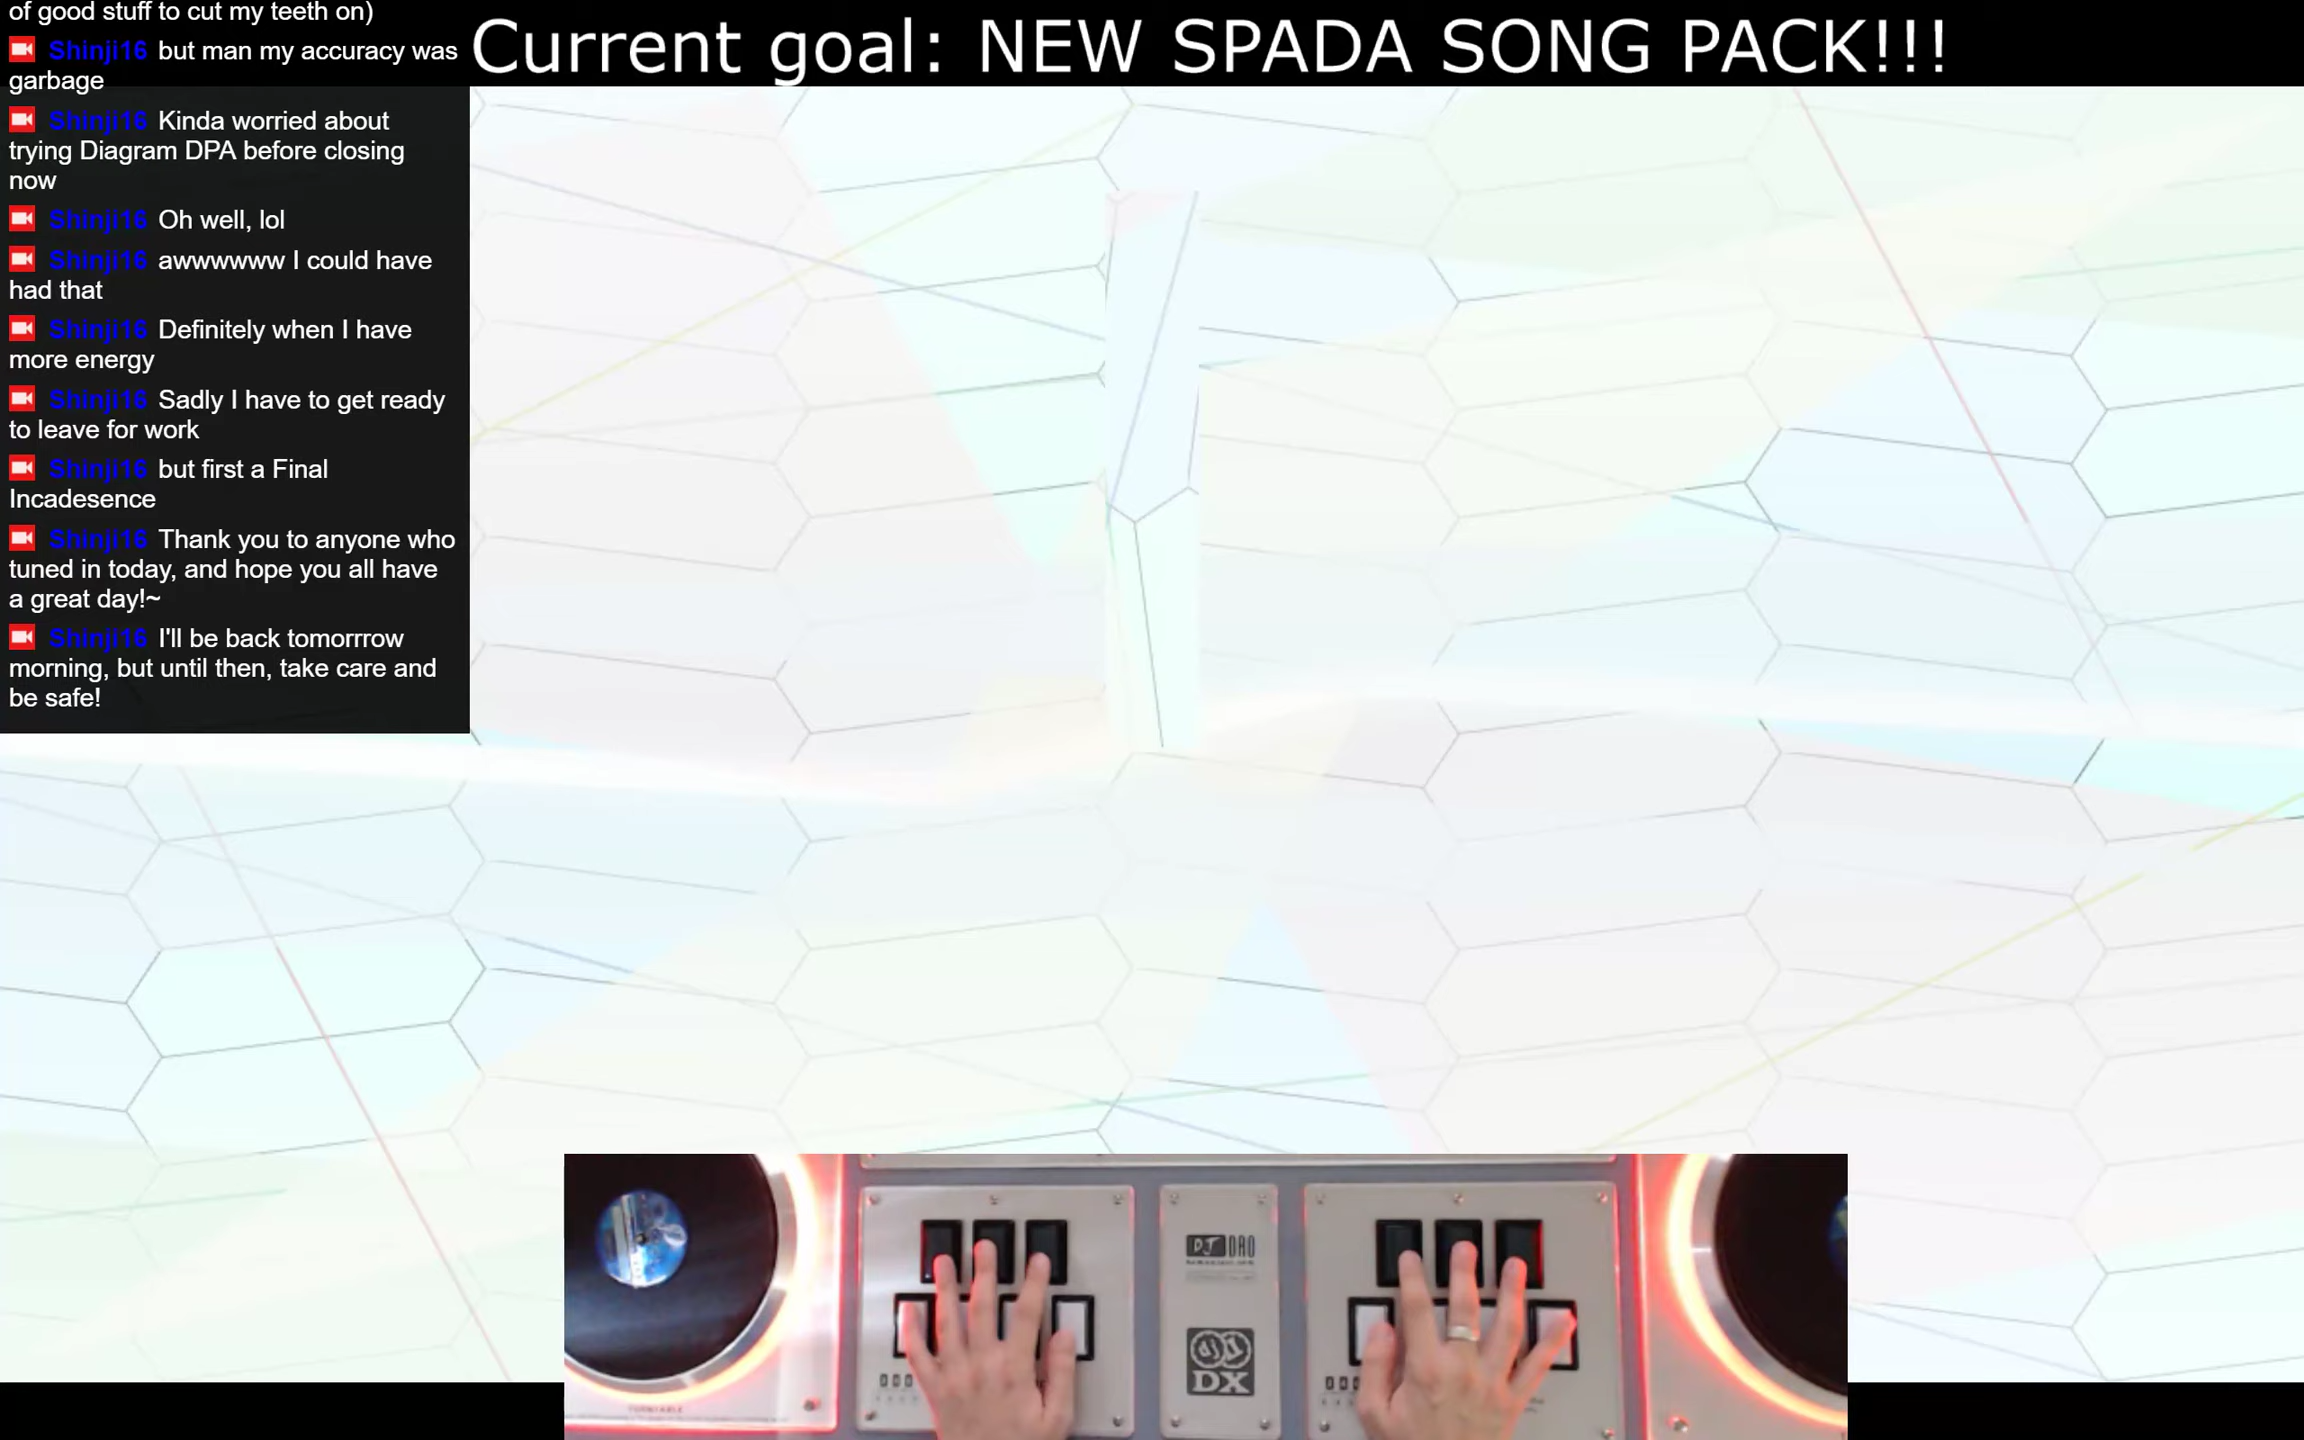 of good stuff to cut my teeth on)
Current goal: NEW SPADA SONG PACK!!!
Shinji16 but man my accuracy was
garbage
Shinji16 Kinda worried about
trying Diagram DPA before closing
now
Shinji16 Oh well, lol
Shinji16 awwwwww I could have
had that
Shinji16 Definitely when I have
more energy
Shinji16 Sadly I have to get ready
to leave for work
Shinji16 but first a Final
Incadesence
Shinji16 Thank you to anyone who
tuned in today, and hope you all have
a great day!~
Shinji16 I'll be back tomorrrow
morning, but until then, take care and
be safe!
DJ DAO
DX
TURNTABLE